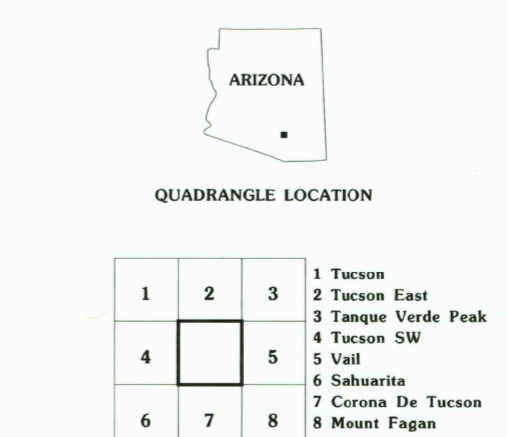 ARIZONA
QUADRANGLE LOCATION
1 2 3
4 5
6 7 8
1 Tucson
2 Tucson East
3 Tanque Verde Peak
4 Tucson SW
5 Vail
6 Sahuarita
7 Corona De Tucson
8 Mount Fagan